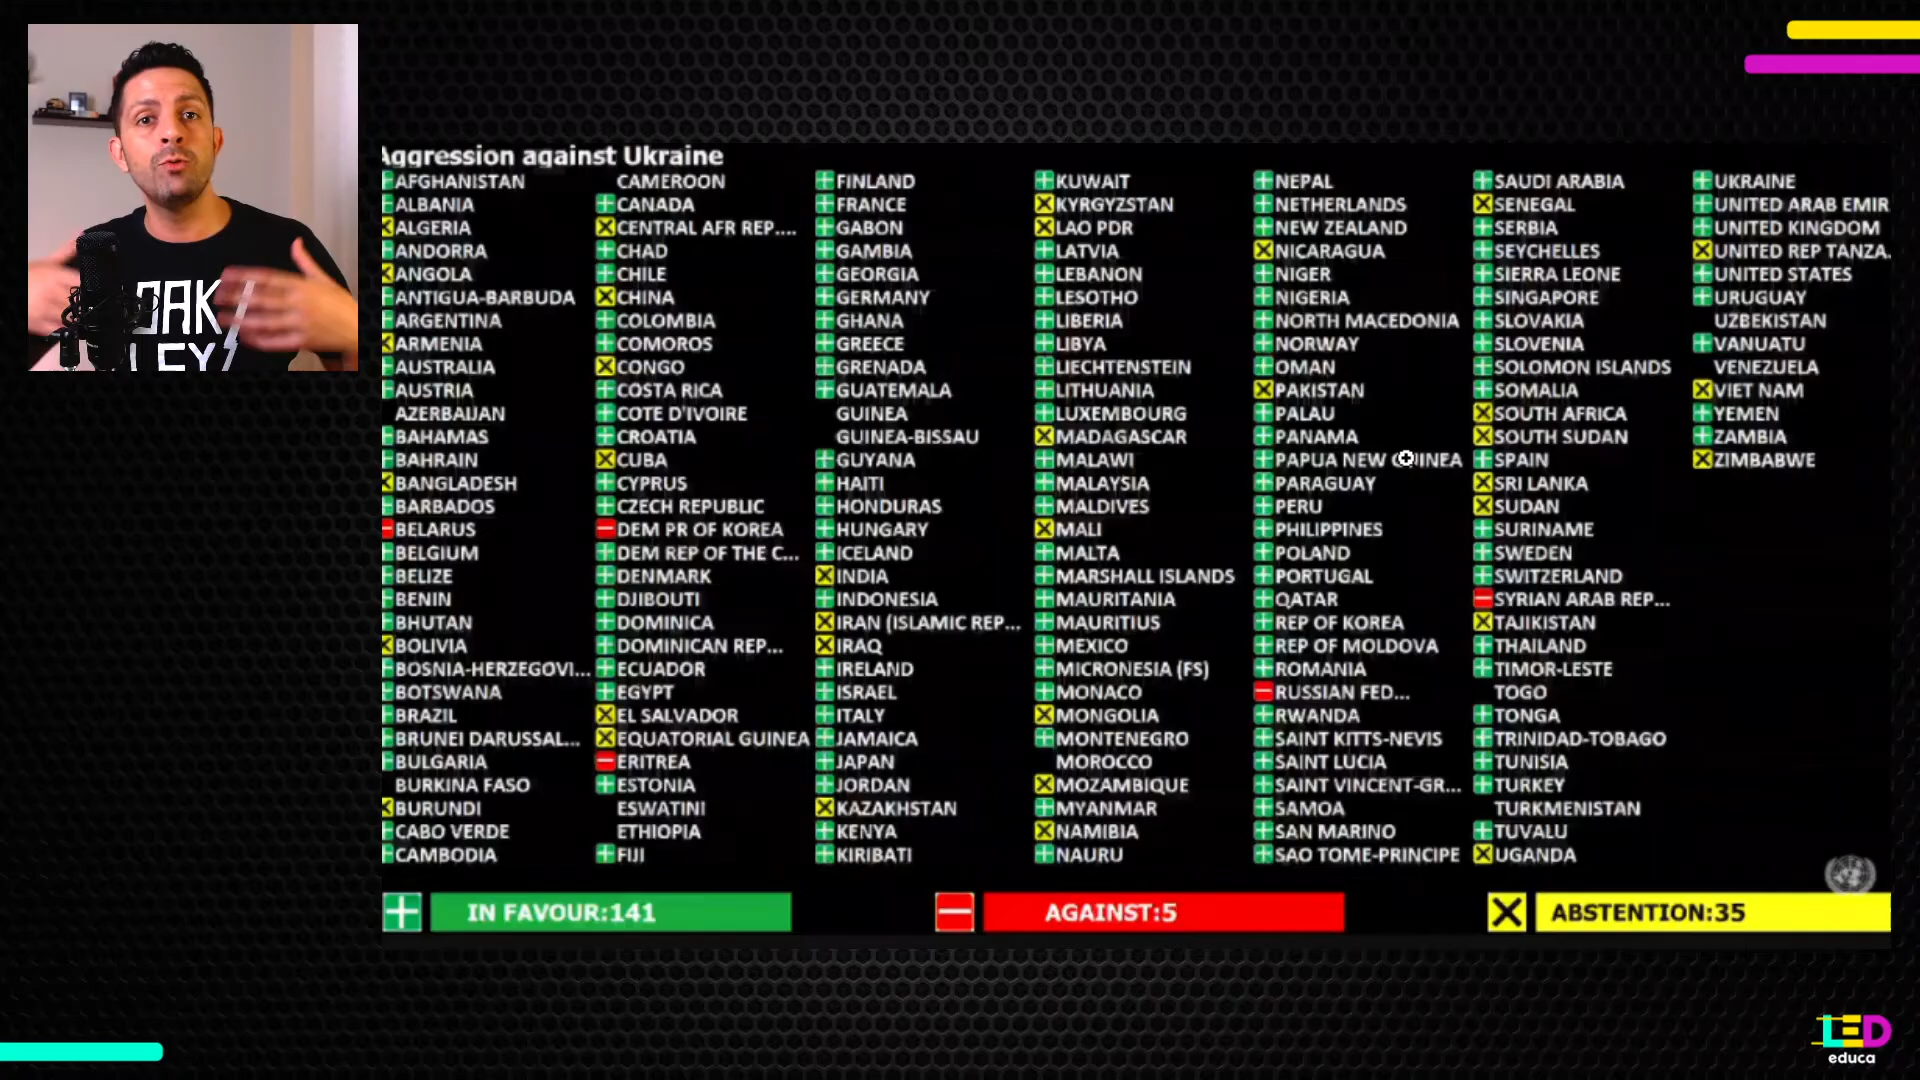 OAK
LEY
Aggression against Ukraine
AFGHANISTAN
ALBANIA
ALGERIA
ANDORRA
ANGOLA
ANTIGUA-BARBUDA
ARGENTINA
ARMENIA
AUSTRALIA
AUSTRIA
AZERBAIJAN
BAHAMAS
BAHRAIN
BANGLADESH
BARBADOS
BELARUS
BELGIUM
BELIZE
BENIN
BHUTAN
BOLIVIA
BOSNIA-HERZEGOVI...
BOTSWANA
BRAZIL
BRUNEI DARUSSAL...
BULGARIA
BURKINA FASO
BURUNDI
CABO VERDE
CAMBODIA
CAMEROON
CANADA
CENTRAL AFR REP....
CHAD
CHILE
CHINA
COLOMBIA
COMOROS
CONGO
COSTA RICA
COTE D'IVOIRE
CROATIA
CUBA
CYPRUS
CZECH REPUBLIC
DEM PR OF KOREA
DEM REP OF THE C...
DENMARK
DJIBOUTI
DOMINICA
DOMINICAN REP...
ECUADOR
EGYPT
EL SALVADOR
EQUATORIAL GUINEA
ERITREA
ESTONIA
ESWATINI
ETHIOPIA
FIJI
FINLAND
FRANCE
GABON
GAMBIA
GEORGIA
GERMANY
GHANA
GREECE
GRENADA
GUATEMALA
GUINEA
GUINEA-BISSAU
GUYANA
HAITI
HONDURAS
HUNGARY
ICELAND
INDIA
INDONESIA
IRAN (ISLAMIC REP...
IRAQ
IRELAND
ISRAEL
ITALY
JAMAICA
JAPAN
JORDAN
KAZAKHSTAN
KENYA
KIRIBATI
KUWAIT
KYRGYZSTAN
LAO PDR
LATVIA
LEBANON
LESOTHO
LIBERIA
LIBYA
LIECHTENSTEIN
LITHUANIA
LUXEMBOURG
MADAGASCAR
MALAWI
MALAYSIA
MALDIVES
MALI
MALTA
MARSHALL ISLANDS
MAURITANIA
MAURITIUS
MEXICO
MICRONESIA (FS)
MONACO
MONGOLIA
MONTENEGRO
MOROCCO
MOZAMBIQUE
MYANMAR
NAMIBIA
NAURU
NEPAL
NETHERLANDS
NEW ZEALAND
NICARAGUA
NIGER
NIGERIA
NORTH MACEDONIA
NORWAY
OMAN
PAKISTAN
PALAU
PANAMA
PAPUA NEW GUINEA
PARAGUAY
PERU
PHILIPPINES
POLAND
PORTUGAL
QATAR
REP OF KOREA
REP OF MOLDOVA
ROMANIA
RUSSIAN FED...
RWANDA
SAINT KITTS-NEVIS
SAINT LUCIA
SAINT VINCENT-GR...
SAMOA
SAN MARINO
SAO TOME-PRINCIPE
SAUDI ARABIA
SENEGAL
SERBIA
SEYCHELLES
SIERRA LEONE
SINGAPORE
SLOVAKIA
SLOVENIA
SOLOMON ISLANDS
SOMALIA
SOUTH AFRICA
SOUTH SUDAN
SPAIN
SRI LANKA
SUDAN
SURINAME
SWEDEN
SWITZERLAND
SYRIAN ARAB REP...
TAJIKISTAN
THAILAND
TIMOR-LESTE
TOGO
TONGA
TRINIDAD-TOBAGO
TUNISIA
TURKEY
TURKMENISTAN
TUVALU
UGANDA
UKRAINE
UNITED ARAB EMIR
UNITED KINGDOM
UNITED REP TANZA.
UNITED STATES
URUGUAY
UZBEKISTAN
VANUATU
VENEZUELA
VIET NAM
YEMEN
ZAMBIA
ZIMBABWE
IN FAVOUR:141
AGAINST:5
ABSTENTION:35
LED
educa